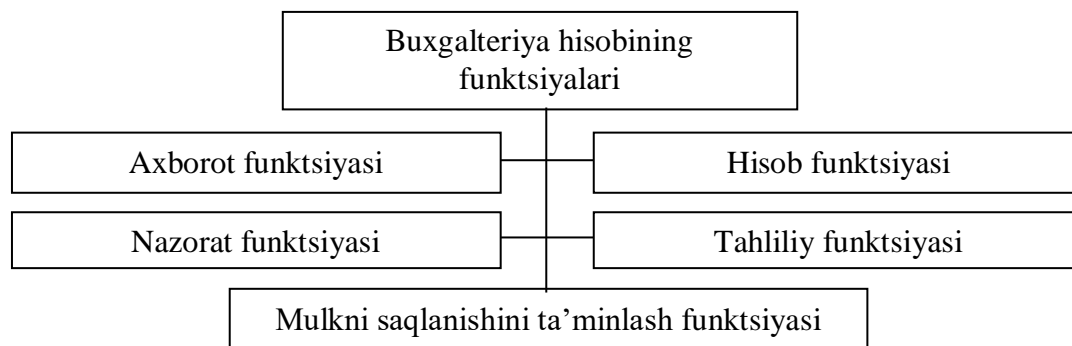 Buxgalteriya hisobining
funktsiyalari
Axborot funktsiyasi
Hisob funktsiyasi
Nazorat funktsiyasi
Tahliliy funktsiyasi
Mulkni saqlanishini ta’minlash funktsiyasi